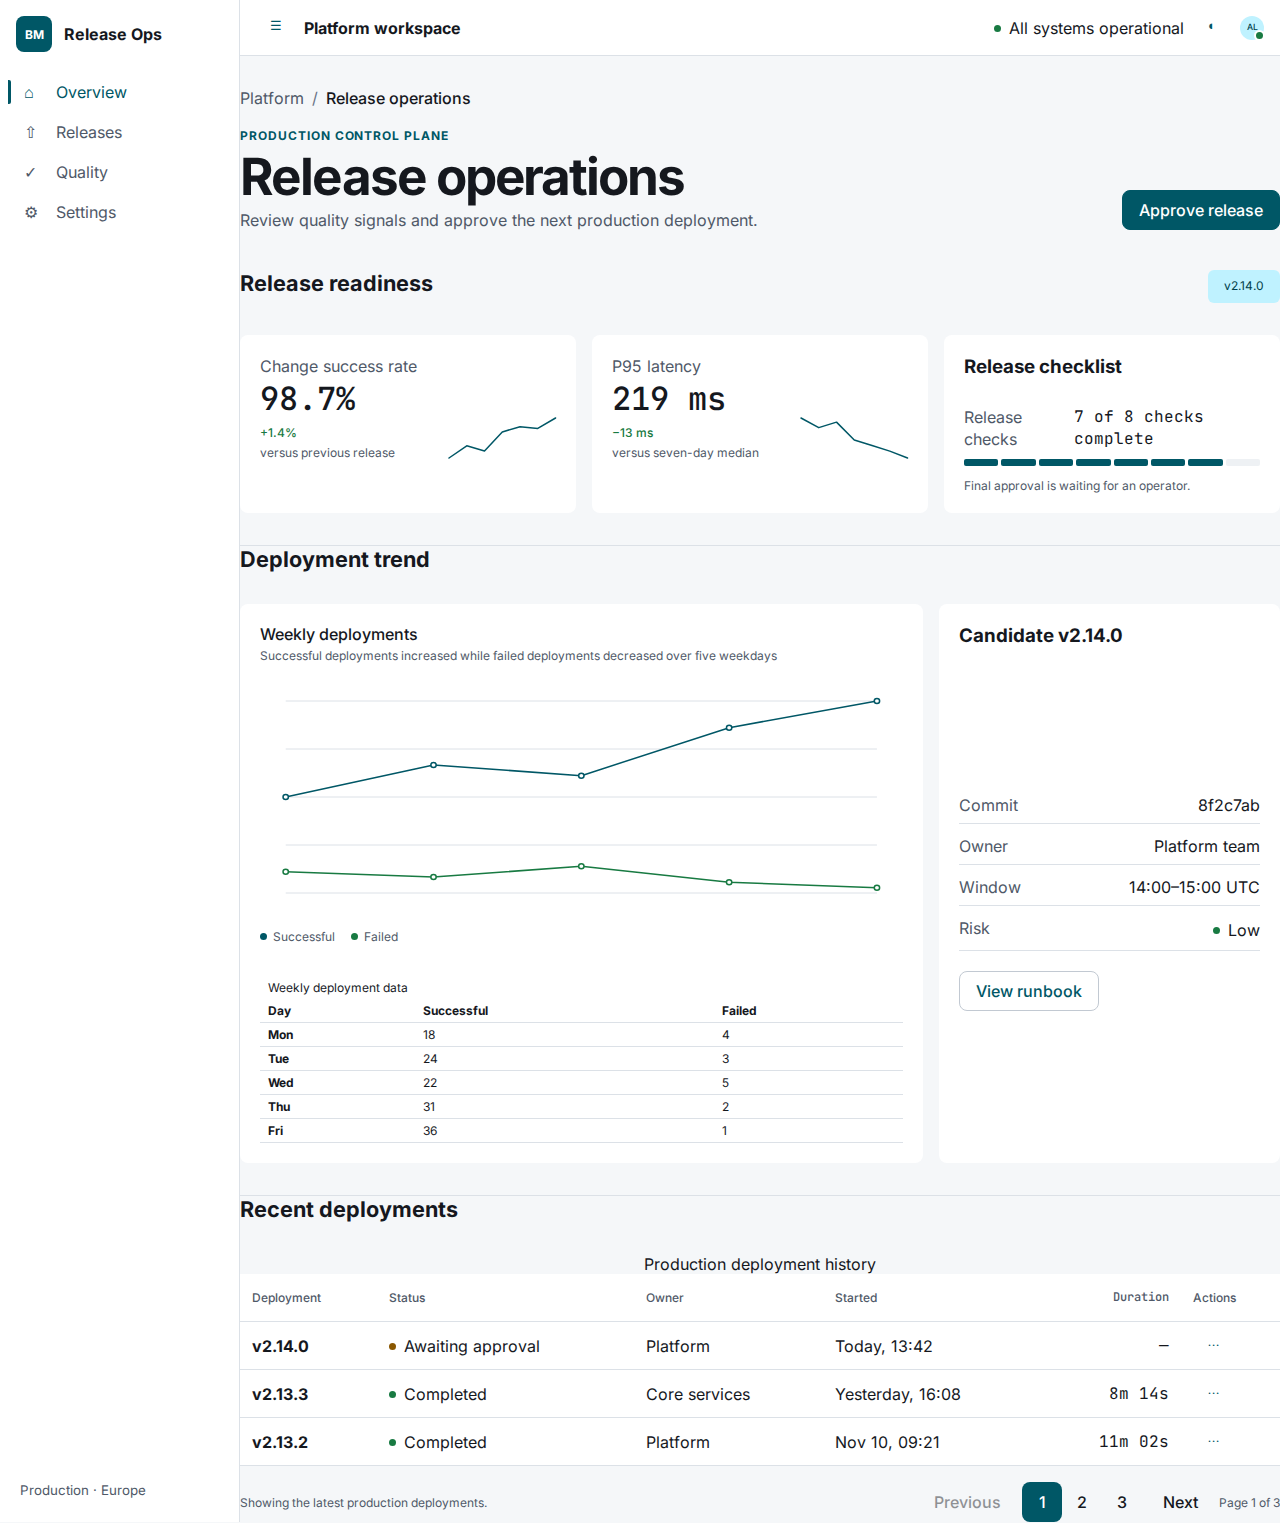 BM Release Ops
Overview
Releases
Quality
Settings
Production · Europe
Platform workspace
All systems operational
AL
Platform / Release operations
PRODUCTION CONTROL PLANE
Release operations
Review quality signals and approve the next production deployment.
Approve release
Release readiness
v2.14.0
Change success rate
98.7%
+1.4%
versus previous release
P95 latency
219 ms
−13 ms
versus seven-day median
Release checklist
Release checks
7 of 8 checks complete
Final approval is waiting for an operator.
Deployment trend
Weekly deployments
Successful deployments increased while failed deployments decreased over five weekdays
Successful Failed
Weekly deployment data
Day Successful Failed
Mon 18 4
Tue 24 3
Wed 22 5
Thu 31 2
Fri 36 1
Candidate v2.14.0
Commit 8f2c7ab
Owner Platform team
Window 14:00–15:00 UTC
Risk Low
View runbook
Recent deployments
Production deployment history
Deployment Status Owner Started Duration Actions
v2.14.0 Awaiting approval Platform Today, 13:42 — ···
v2.13.3 Completed Core services Yesterday, 16:08 8m 14s ···
v2.13.2 Completed Platform Nov 10, 09:21 11m 02s ···
Showing the latest production deployments.
Previous 1 2 3 Next Page 1 of 3